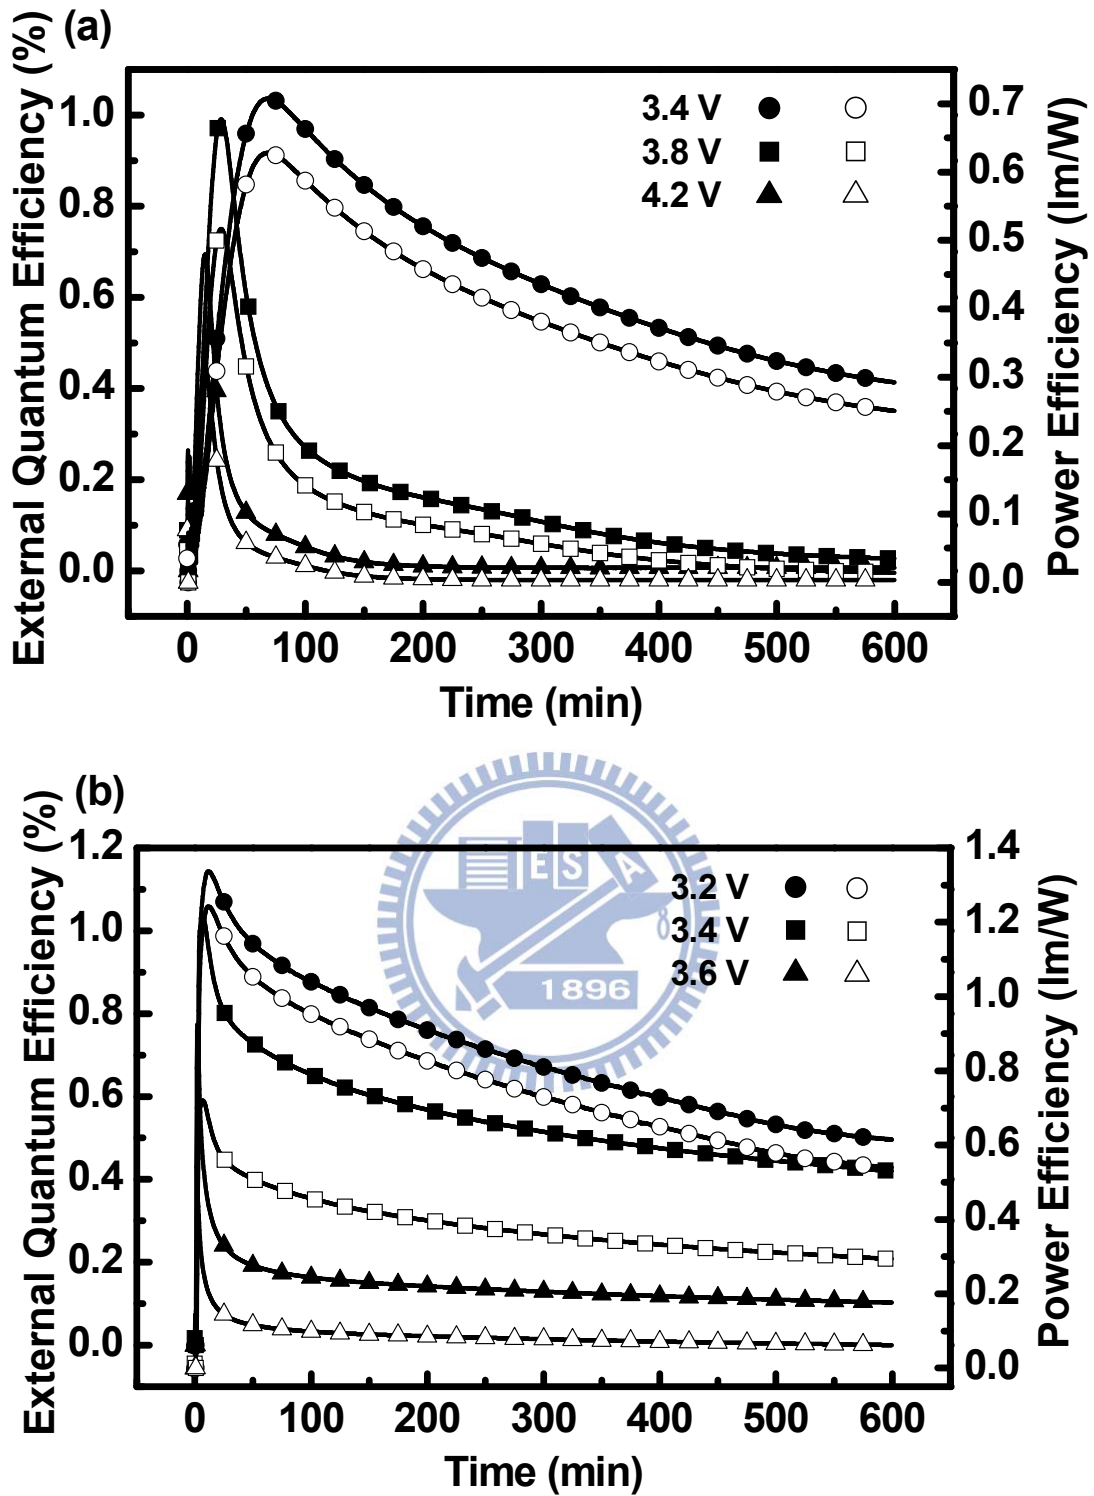 (a)
External Quantum Efficiency (%)
1.0
0.8
0.6
0.4
0.2
0.0
3.4 V
3.8 V
4.2 V
0.7
0.6
0.5
0.4
0.3
0.2
0.1
0.0
Power Efficiency (lm/W)
0 100 200 300 400 500 600
Time (min)
(b)
External Quantum Efficiency (%)
1.2
1.0
0.8
0.6
0.4
0.2
0.0
ESA
1896
3.2 V
3.4 V
3.6 V
1.4
1.2
1.0
0.8
0.6
0.4
0.2
0.0
Power Efficiency (lm/W)
0 100 200 300 400 500 600
Time (min)